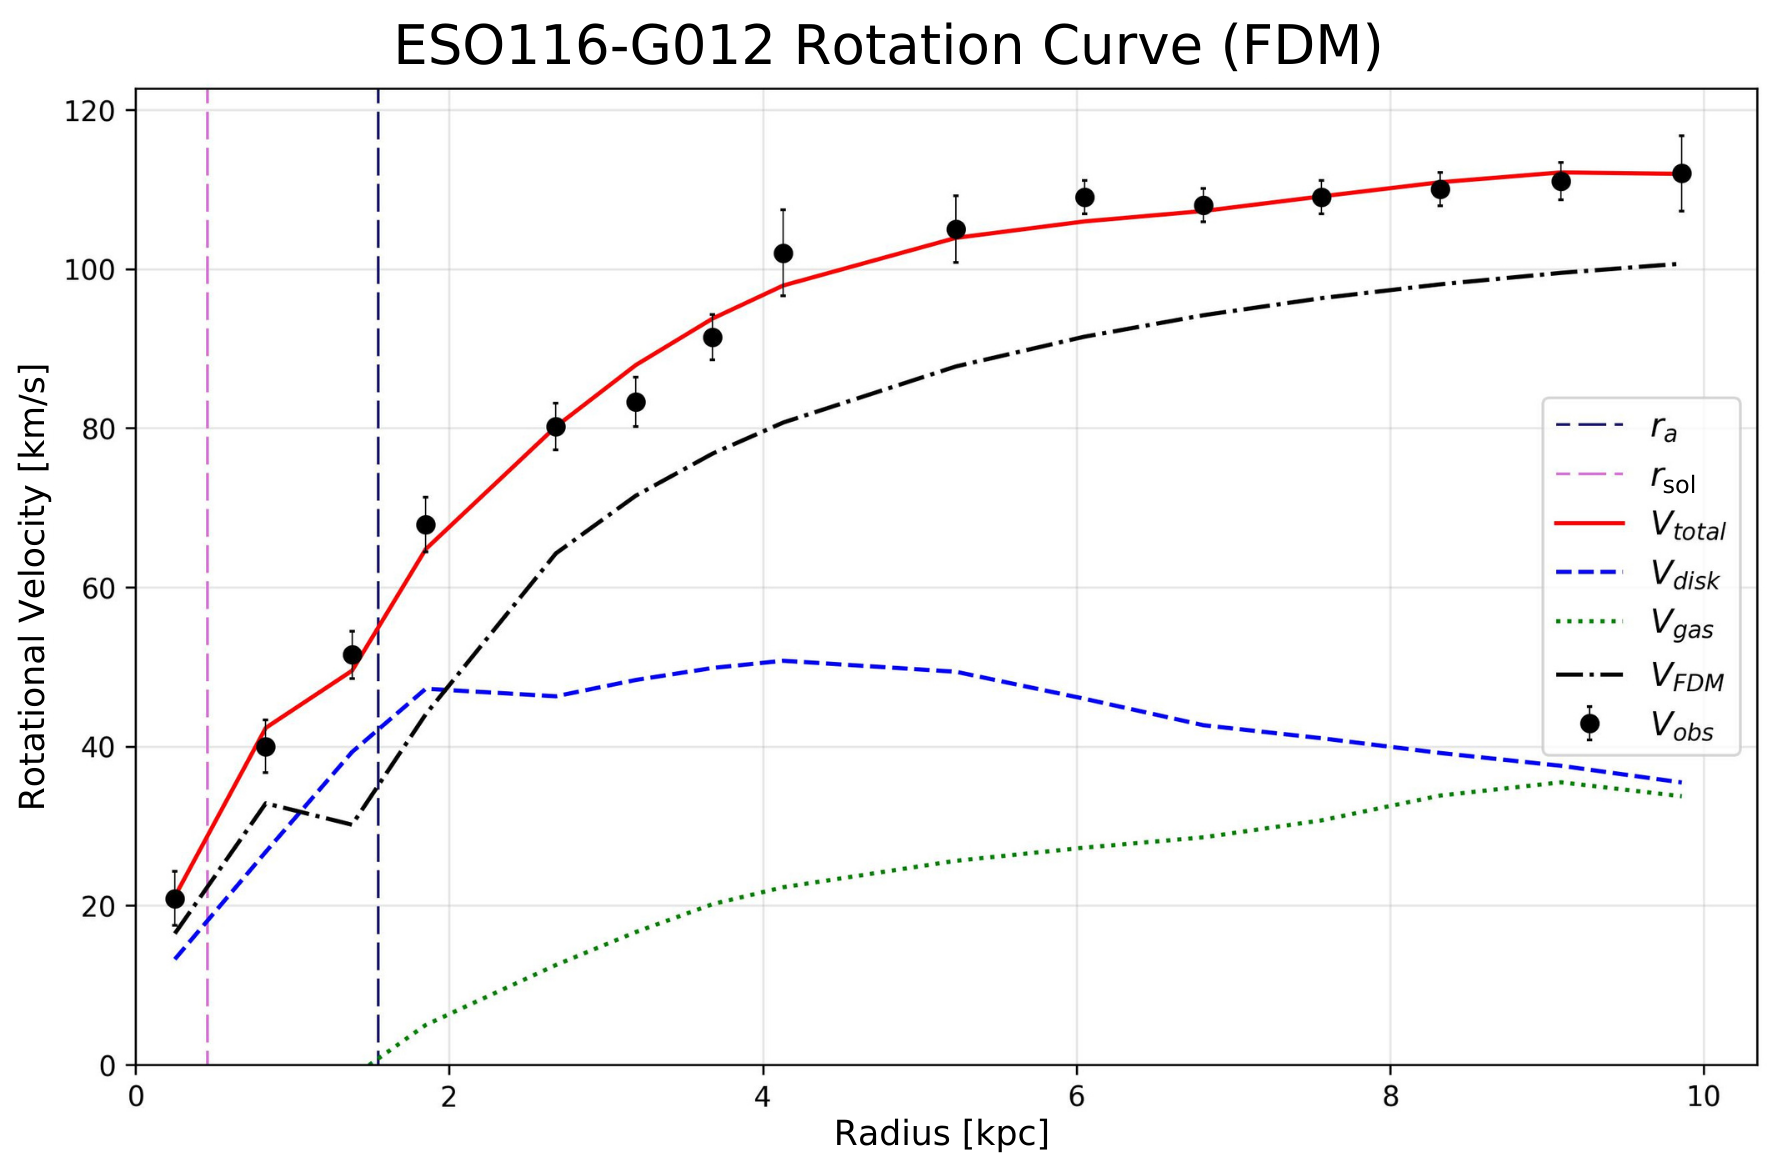 ESO116-G012 Rotation Curve (FDM)
120
100
80
60
40
20
0
Rotational Velocity [km/s]
0 2 4 6 8 10
Radius [kpc]
r_a
r_sol
V_total
V_disk
V_gas
V_FDM
V_obs